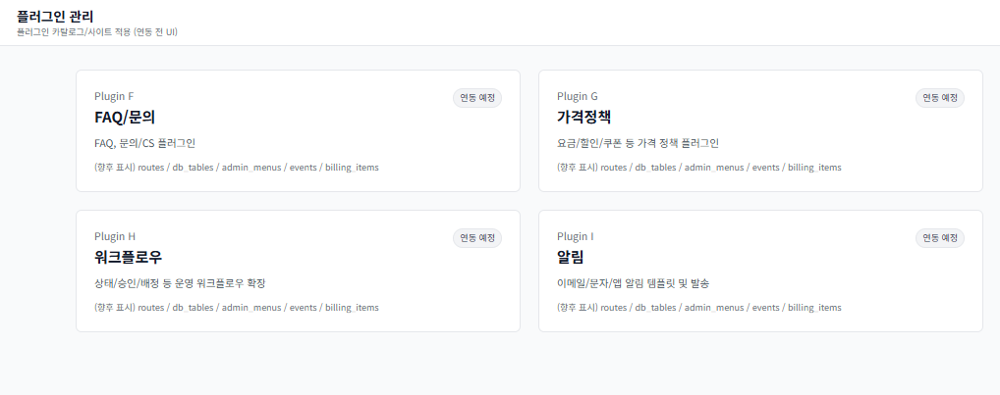 플러그인 관리
플러그인 카탈로그/사이트 적용 (연동 전 UI)
Plugin F
연동 예정
FAQ/문의
FAQ, 문의/CS 플러그인
(향후 표시) routes / db_tables / admin_menus / events / billing_items
Plugin G
연동 예정
가격정책
요금/할인/쿠폰 등 가격 정책 플러그인
(향후 표시) routes / db_tables / admin_menus / events / billing_items
Plugin H
연동 예정
워크플로우
상태/승인/배정 등 운영 워크플로우 확장
(향후 표시) routes / db_tables / admin_menus / events / billing_items
Plugin I
연동 예정
알림
이메일/문자/앱 알림 템플릿 및 발송
(향후 표시) routes / db_tables / admin_menus / events / billing_items